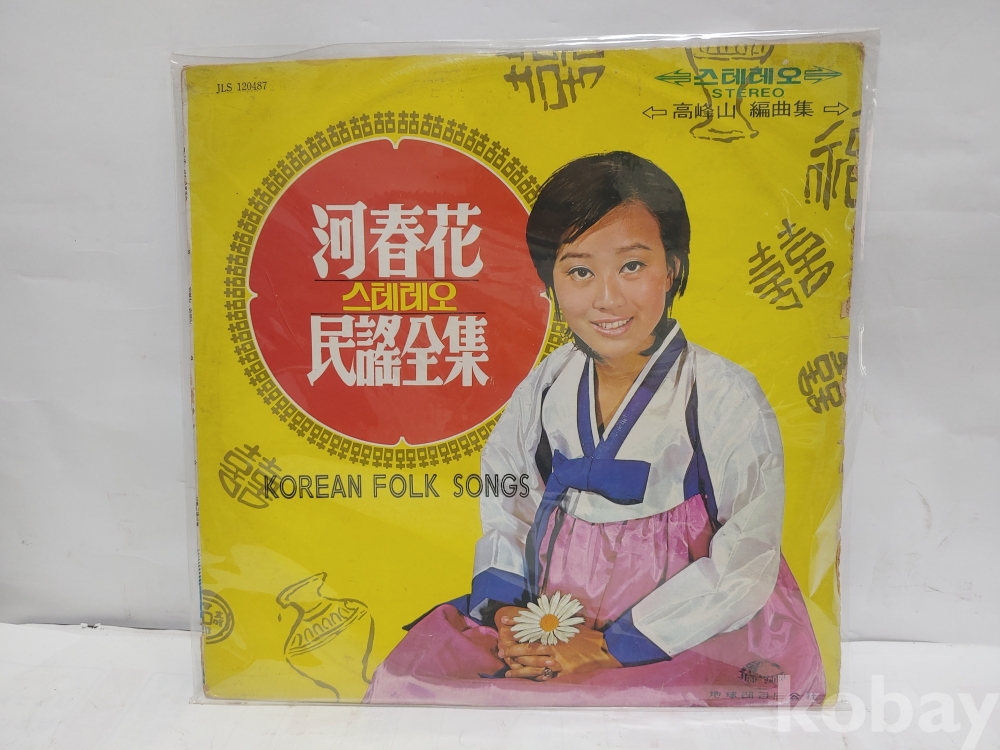 JLS 120487
스테레오
STEREO
高峰山 編曲集
河春花
스테레오
民謠全集
KOREAN FOLK SONGS
kobay